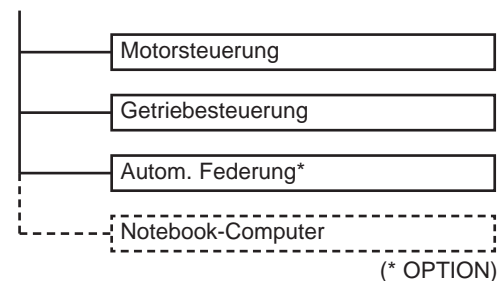 Motorsteuerung
Getriebesteuerung
Autom. Federung*
Notebook-Computer
(* OPTION)